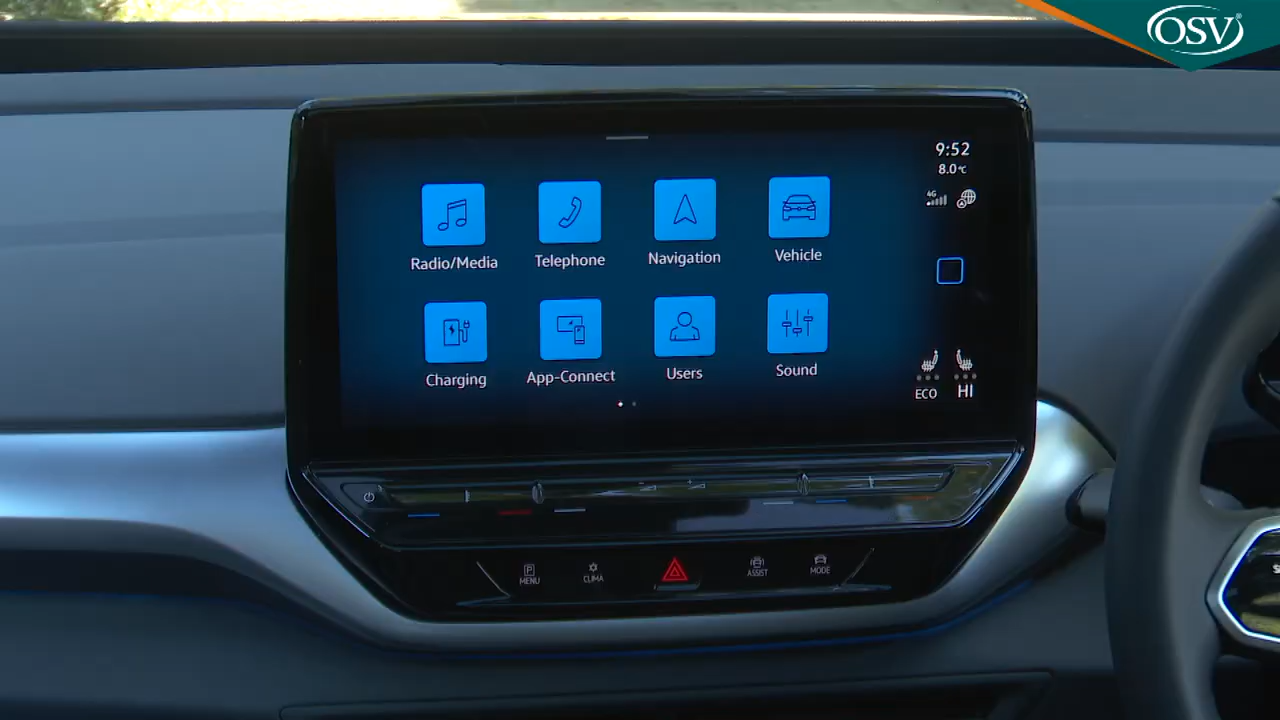 OSV
9:52
8.0°C
4G
Radio/Media
Telephone
Navigation
Vehicle
Charging
App-Connect
Users
Sound
ECO
HI
P
MENU
CLIMA
ASSIST
MODE